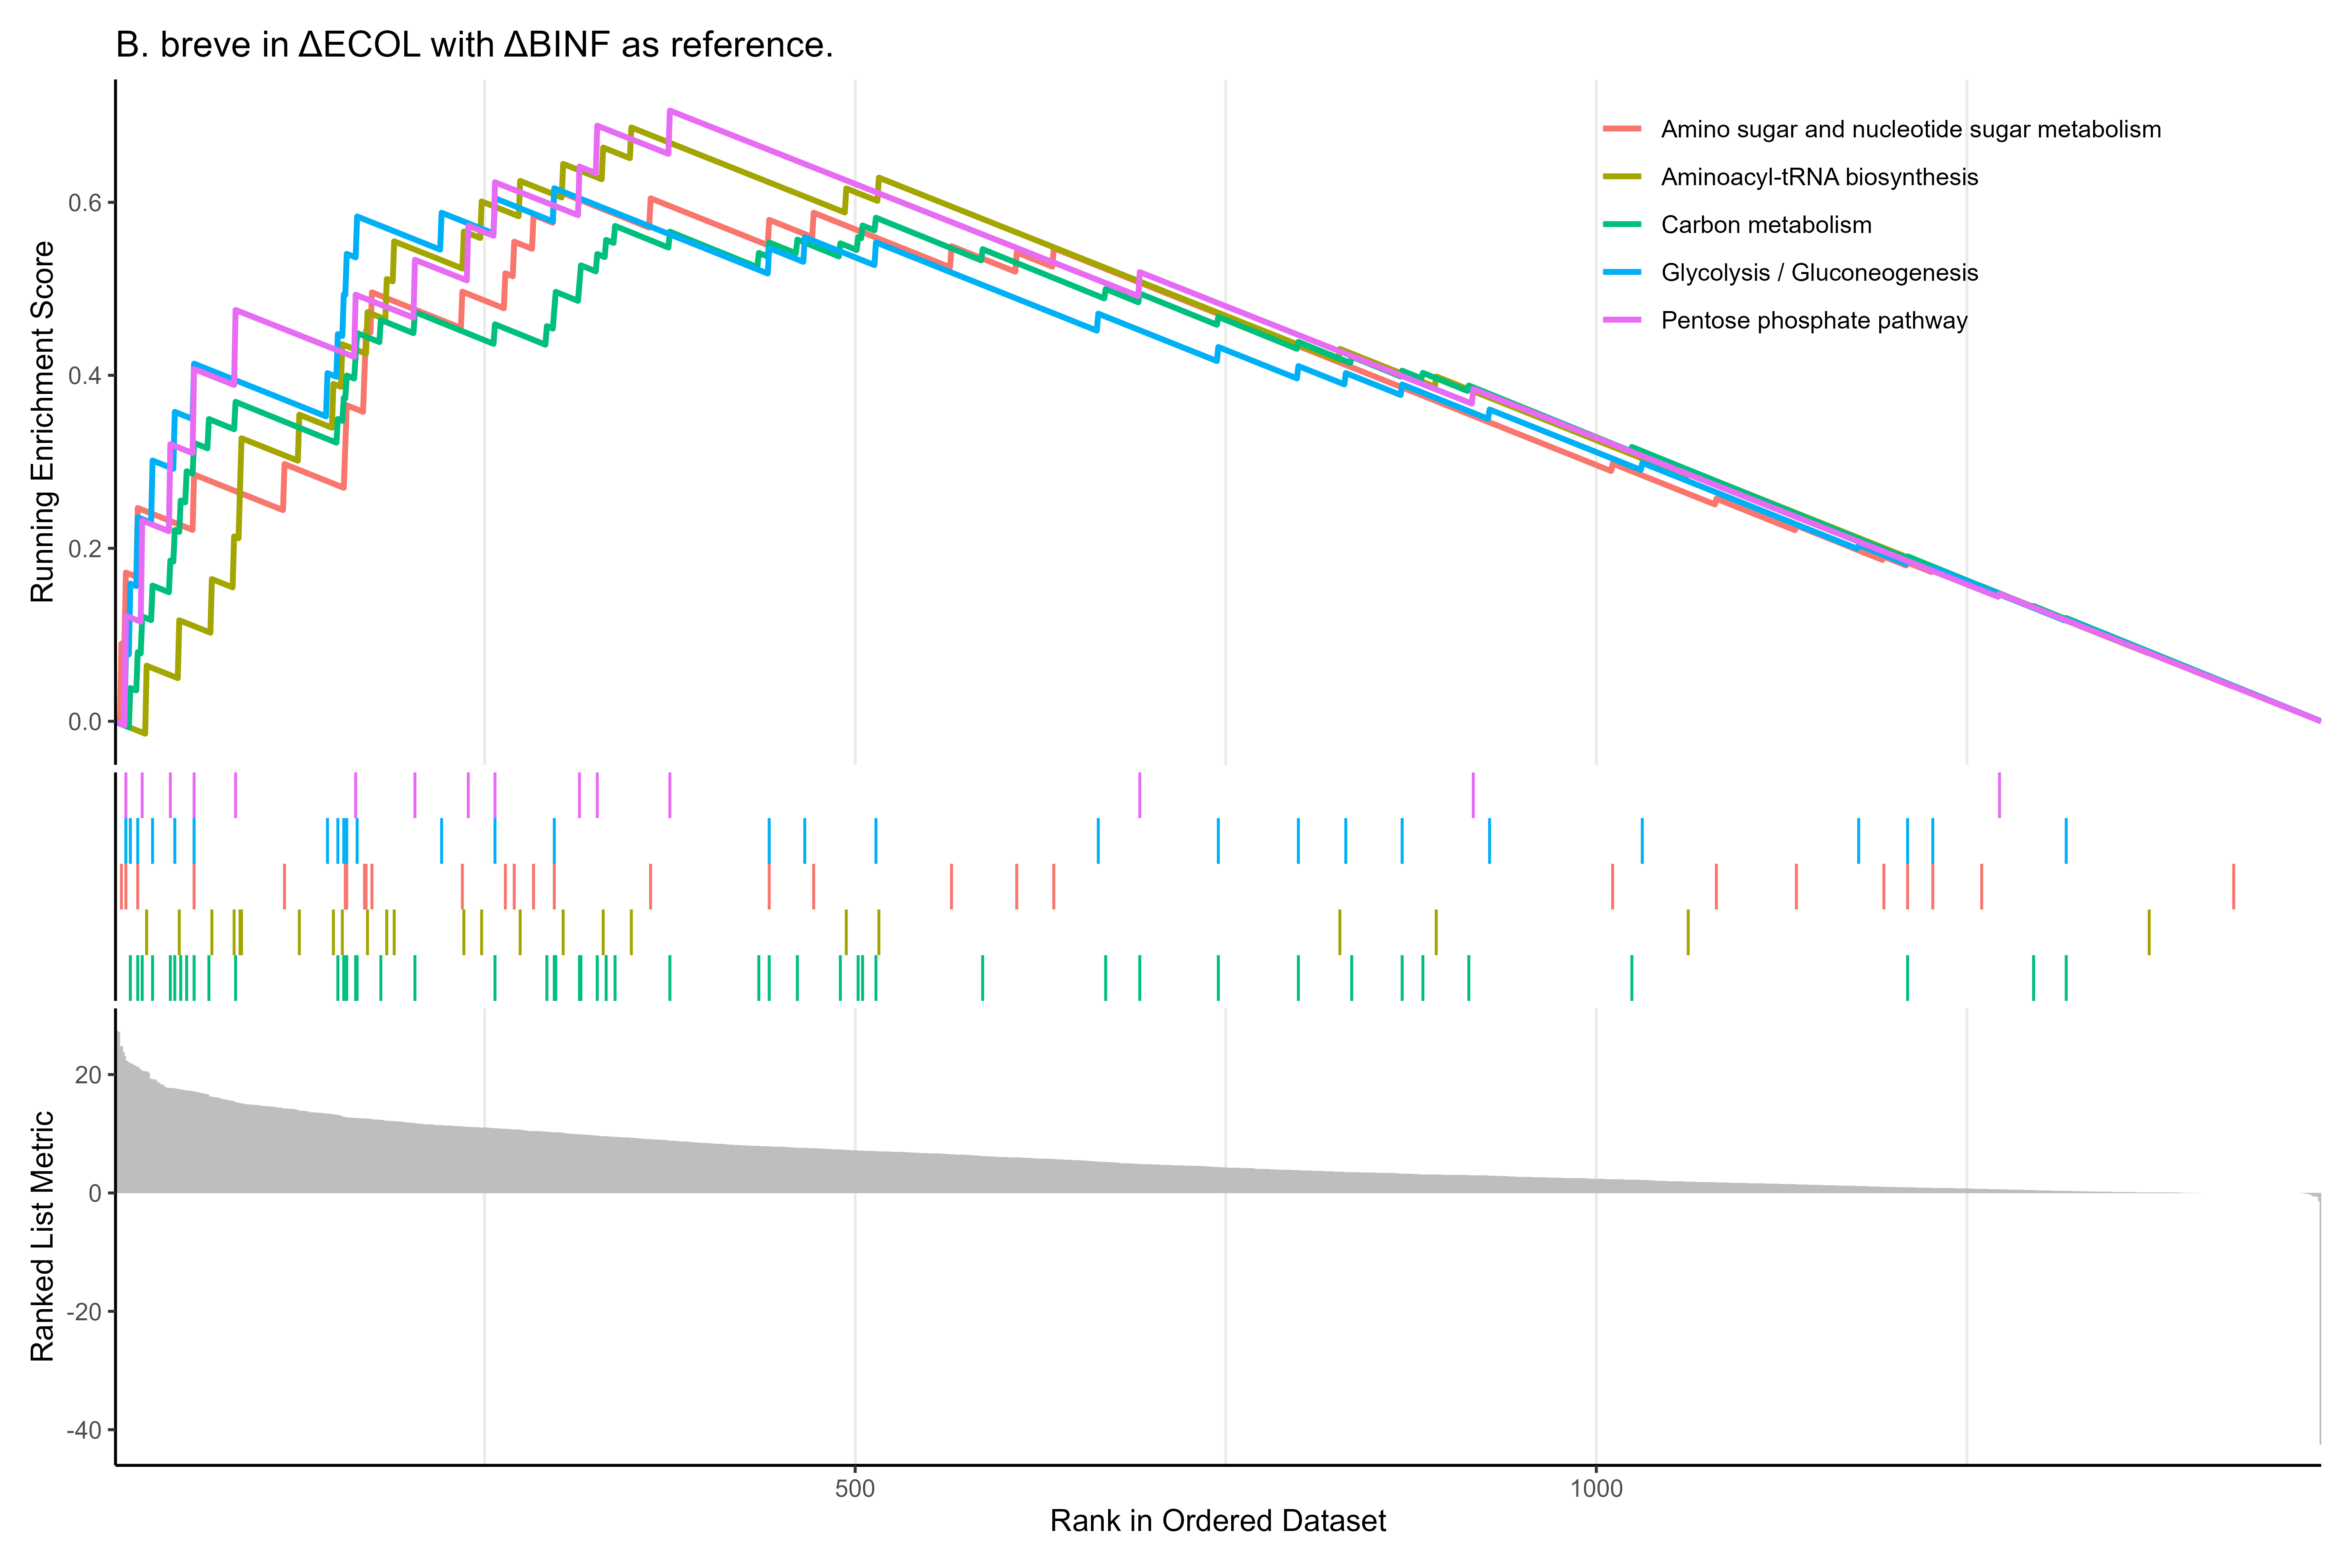 B. breve in ΔECOL with ΔBINF as reference.
Running Enrichment Score
0.6
0.4
0.2
0.0
Amino sugar and nucleotide sugar metabolism
Aminoacyl-tRNA biosynthesis
Carbon metabolism
Glycolysis / Gluconeogenesis
Pentose phosphate pathway
Ranked List Metric
20
0
-20
-40
500
1000
Rank in Ordered Dataset